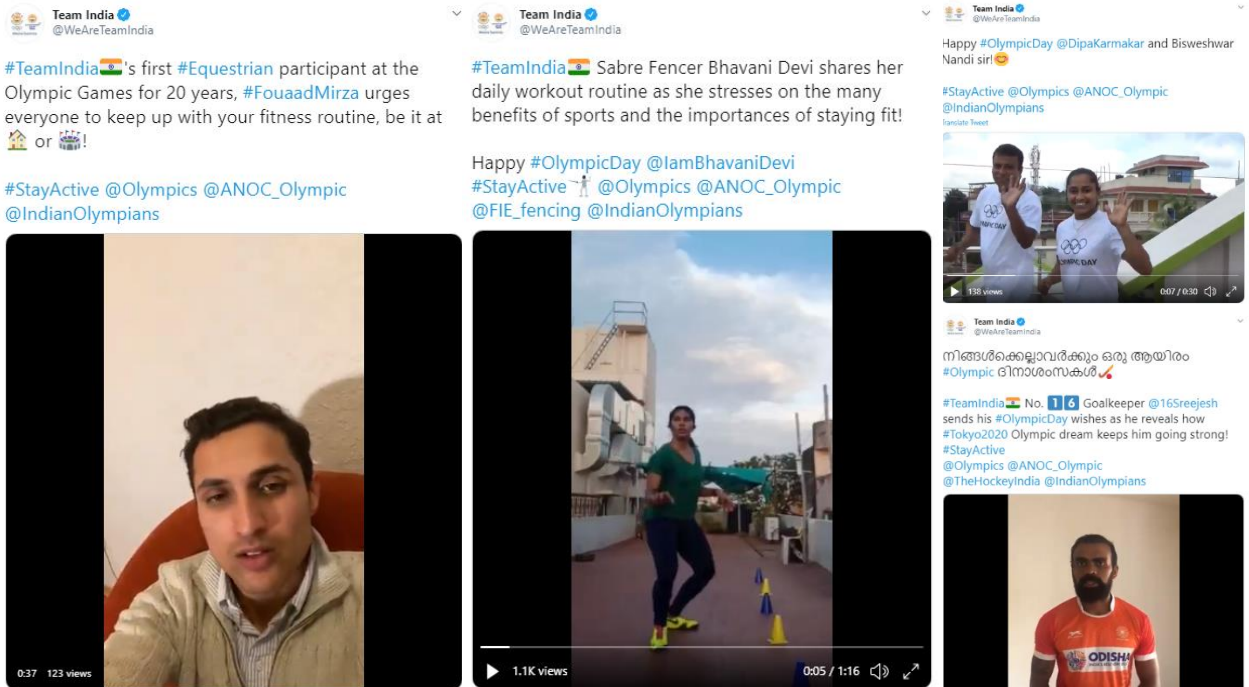 Team India
@WeAreTeamIndia
#TeamIndia🇮🇳's first #Equestrian participant at the
Olympic Games for 20 years, #FouaadMirza urges
everyone to keep up with your fitness routine, be it at
🏠 or 🏟!
#StayActive @Olympics @ANOC_Olympic
@IndianOlympians
0:37 123 views
Team India
@WeAreTeamIndia
#TeamIndia🇮🇳 Sabre Fencer Bhavani Devi shares her
daily workout routine as she stresses on the many
benefits of sports and the importances of staying fit!
Happy #OlympicDay @IamBhavaniDevi
#StayActive🤺 @Olympics @ANOC_Olympic
@FIE_fencing @IndianOlympians
1.1K views 0:05 / 1:16
Team India
@WeAreTeamIndia
Happy #OlympicDay @DipaKarmakar and Bisweshwar
Nandi sir!😊
#StayActive @Olympics @ANOC_Olympic
@IndianOlympians
Translate Tweet
OLYMPIC DAY
138 views 0:07 / 0:30
Team India
@WeAreTeamIndia
നിങ്ങൾക്കെല്ലാവർക്കും ഒരു ആയിരം
#Olympic ദിനാശംസകൾ🏑
#TeamIndia🇮🇳 No. 1️⃣6️⃣ Goalkeeper @16Sreejesh
sends his #OlympicDay wishes as he reveals how
#Tokyo2020 Olympic dream keeps him going strong!
#StayActive
@Olympics @ANOC_Olympic
@TheHockeyIndia @IndianOlympians
ODISHA